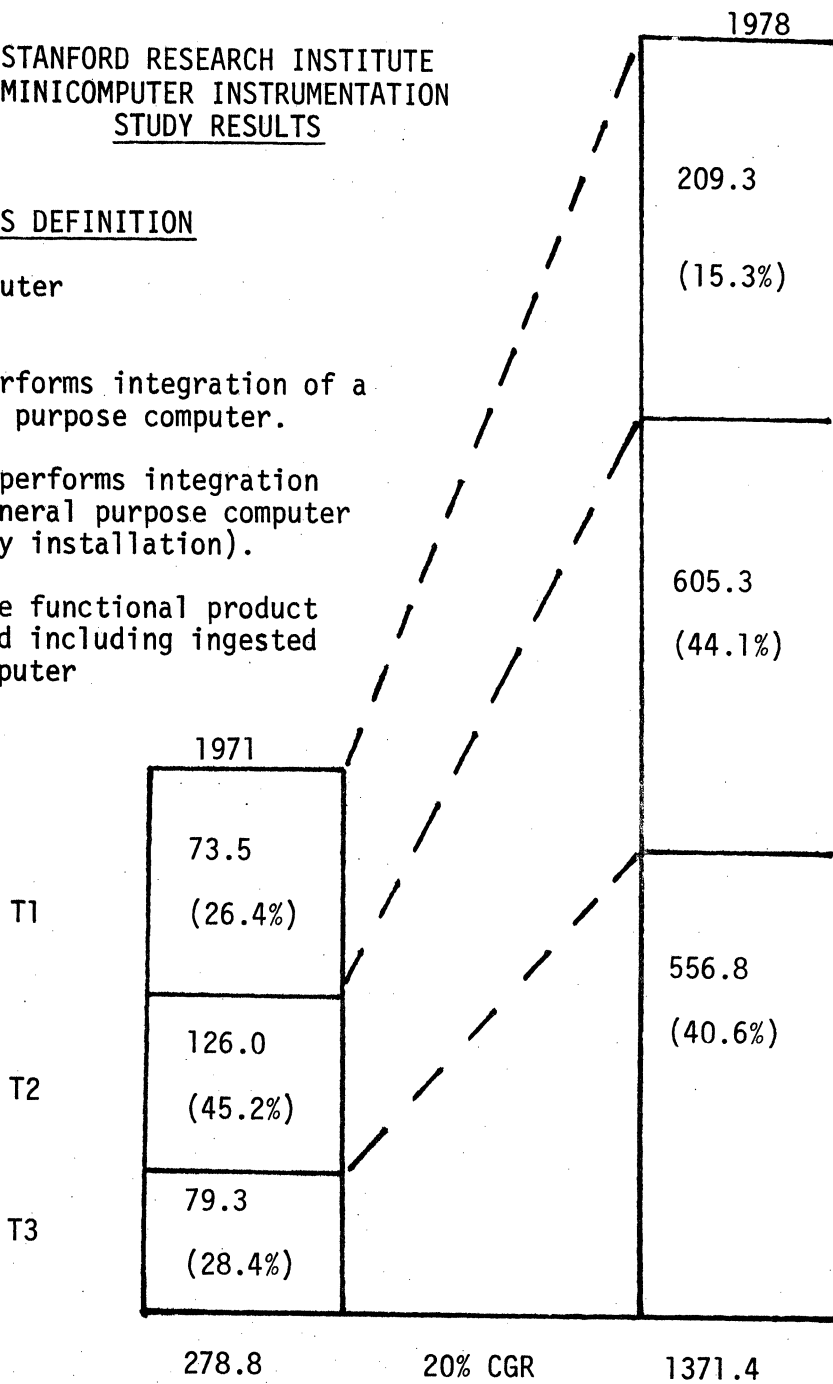 1978
STANFORD RESEARCH INSTITUTE
MINICOMPUTER INSTRUMENTATION
STUDY RESULTS
209.3
(15.3%)
S DEFINITION
uter
rforms integration of a
purpose computer.
performs integration
neral purpose computer
y installation).
e functional product
d including ingested
puter
605.3
(44.1%)
1971
73.5
T1
(26.4%)
556.8
(40.6%)
126.0
T2
(45.2%)
79.3
T3
(28.4%)
278.8 20% CGR 1371.4